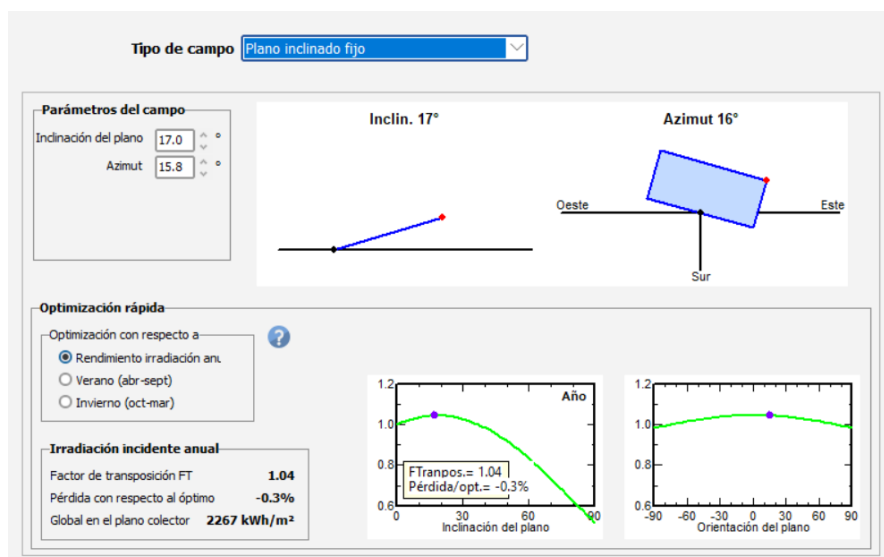 Tipo de campo Plano inclinado fijo
Parámetros del campo
Inclinación del plano 17.0 °
Azimut 15.8 °
Inclin. 17°
Azimut 16°
Oeste
Este
Sur
Optimización rápida
Optimización con respecto a
Rendimiento irradiación anu
Verano (abr-sept)
Invierno (oct-mar)
?
Irradiación incidente anual
Factor de transposición FT 1.04
Pérdida con respecto al óptimo -0.3%
Global en el plano colector 2267 kWh/m²
Año
1.2
1.0
0.8
0.6
FTranpos.= 1.04
Pérdida/opt.= -0.3%
0 30 60 90
Inclinación del plano
1.2
1.0
0.8
0.6
-90 -60 -30 0 30 60 90
Orientación del plano